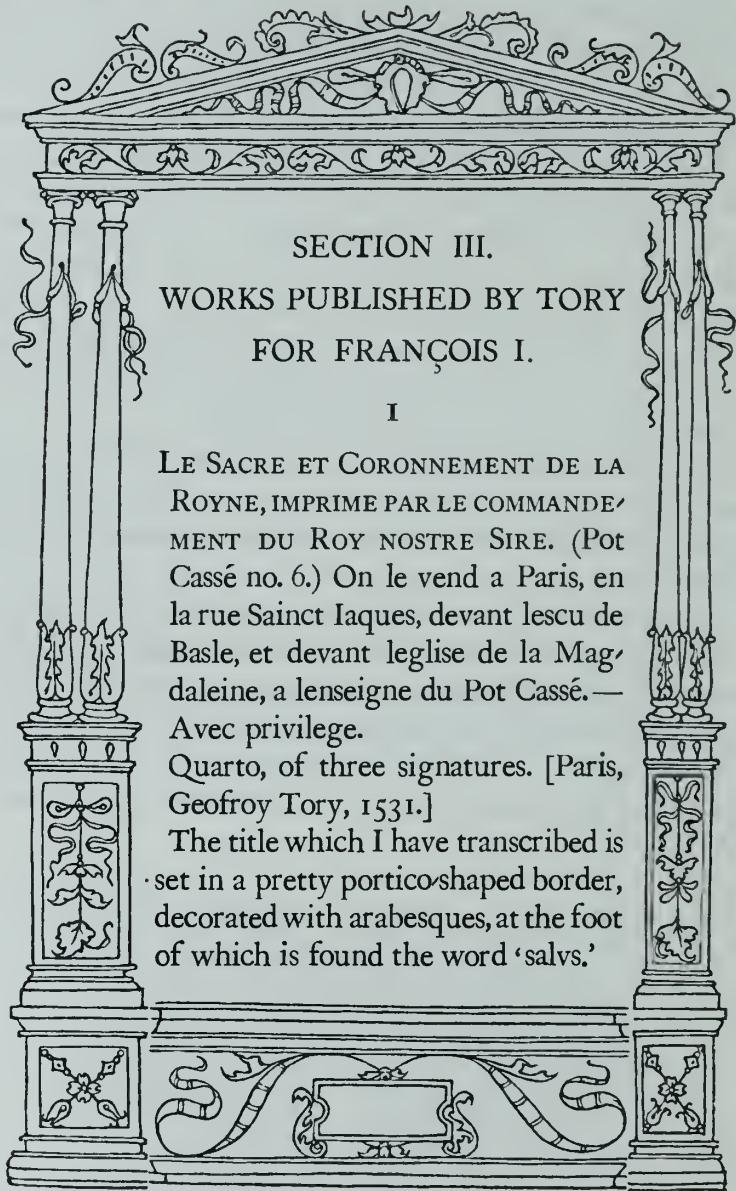 SECTION III.
WORKS PUBLISHED BY TORY
FOR FRANÇOIS I.
I
LE SACRE ET CORONNEMENT DE LA
ROYNE, IMPRIME PAR LE COMMANDE-
MENT DU ROY NOSTRE SIRE. (Pot
Cassé no. 6.) On le vend a Paris, en
la rue Sainct Iaques, devant lescu de
Basle, et devant leglise de la Mag-
daleine, a lenseigne du Pot Cassé.—
Avec privilege.
Quarto, of three signatures. [Paris,
Geofroy Tory, 1531.]
The title which I have transcribed is
set in a pretty portico-shaped border,
decorated with arabesques, at the foot
of which is found the word ‘salvs.’